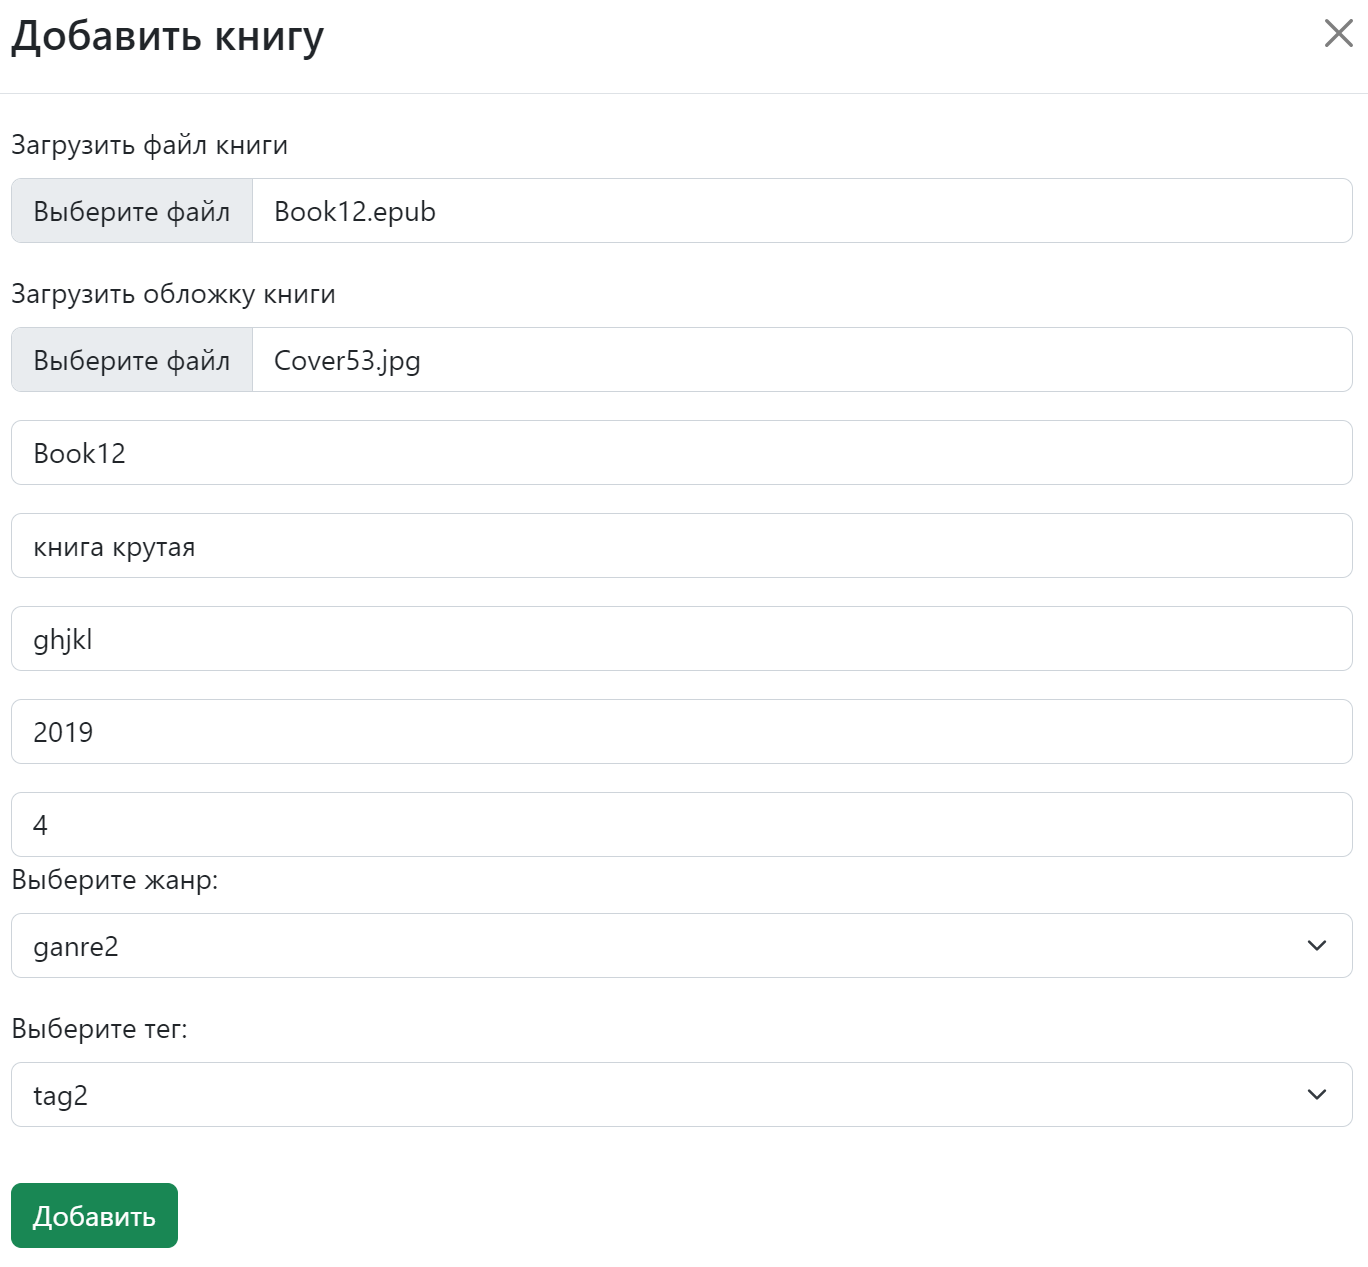 Добавить книгу
Загрузить файл книги
Выберите файл Book12.epub
Загрузить обложку книги
Выберите файл Cover53.jpg
Book12
книга крутая
ghjkl
2019
4
Выберите жанр:
ganre2
Выберите тег:
tag2
Добавить